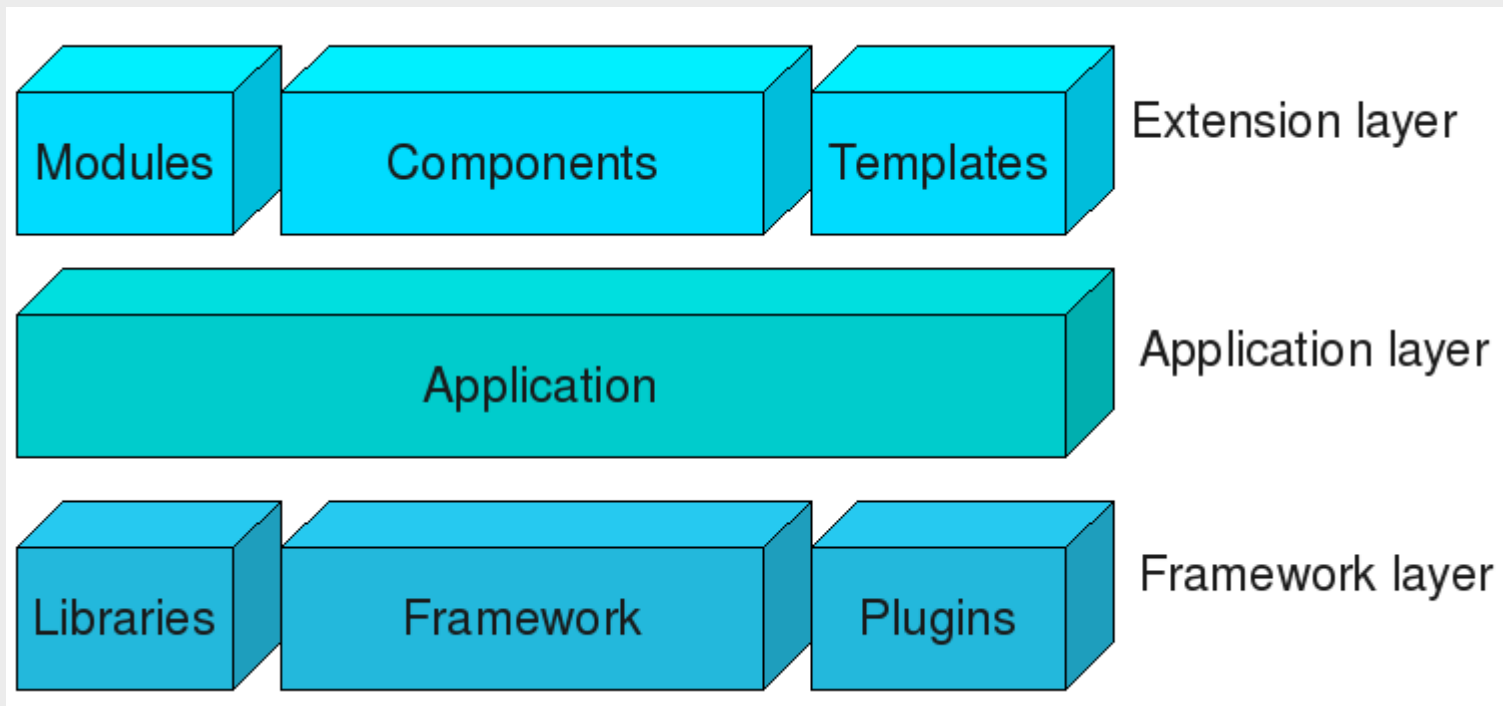 Modules
Components
Templates
Extension layer
Application
Application layer
Libraries
Framework
Plugins
Framework layer